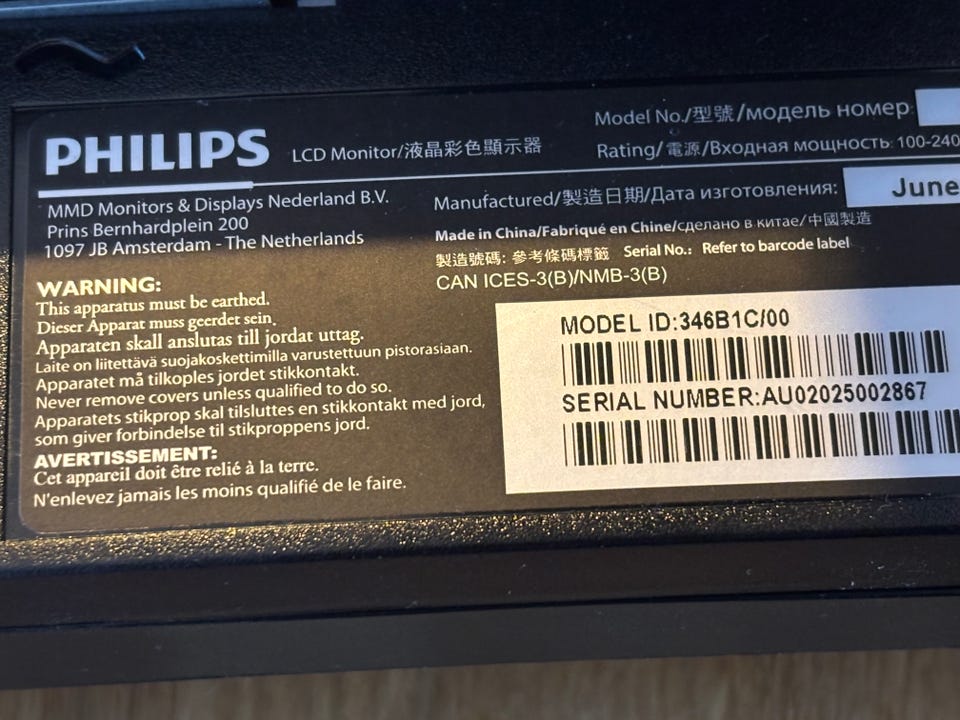 PHILIPS
LCD Monitor/液晶彩色顯示器
Model No./型號/модель номер
Rating/電源/Входная мощность: 100-240
MMD Monitors & Displays Nederland B.V.
Prins Bernhardplein 200
1097 JB Amsterdam - The Netherlands
Manufactured/製造日期/Дата изготовления:
June
Made in China/Fabriqué en Chine/сделано в китае/中國製造
製造號碼: 參考條碼標籤 Serial No.: Refer to barcode label
CAN ICES-3(B)/NMB-3(B)
WARNING:
This apparatus must be earthed.
Dieser Apparat muss geerdet sein.
Apparaten skall anslutas till jordat uttag.
Laite on liitettävä suojakoskettimilla varustettuun pistorasiaan.
Apparatet må tilkoples jordet stikkontakt.
Never remove covers unless qualified to do so.
Apparatets stikprop skal tilsluttes en stikkontakt med jord,
som giver forbindelse til stikproppens jord.
AVERTISSEMENT:
Cet appareil doit être relié à la terre.
N'enlevez jamais les moins qualifié de le faire.
MODEL ID:346B1C/00
SERIAL NUMBER:AU02025002867